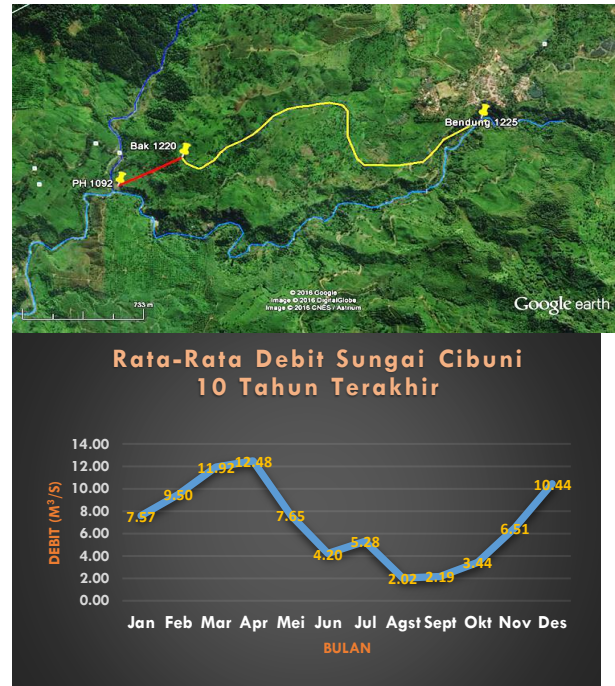 Bendung 1225
Bak 1220
PH 1092
733 m
© 2016 Google
Image © 2016 DigitalGlobe
Image © 2016 CNES / Astrium
Google earth
Rata-Rata Debit Sungai Cibuni
10 Tahun Terakhir
DEBIT (M³/S)
14.00
12.00
10.00
8.00
6.00
4.00
2.00
0.00
7.57 9.50 11.92 12.48 7.65 4.20 5.28 2.02 2.19 3.44 6.51 10.44
Jan Feb Mar Apr Mei Jun Jul Agst Sept Okt Nov Des
BULAN